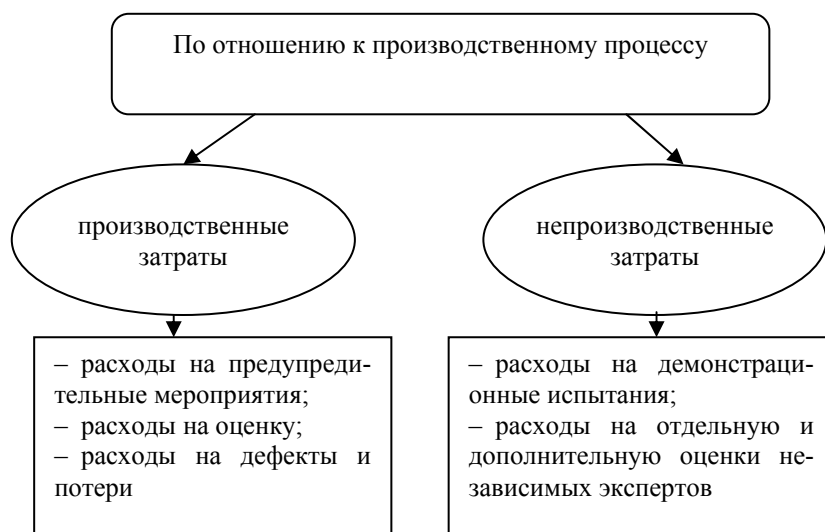 По отношению к производственному процессу
производственные
затраты
непроизводственные
затраты
– расходы на предупреди-
тельные мероприятия;
– расходы на оценку;
– расходы на дефекты и
потери
– расходы на демонстраци-
онные испытания;
– расходы на отдельную и
дополнительную оценки не-
зависимых экспертов